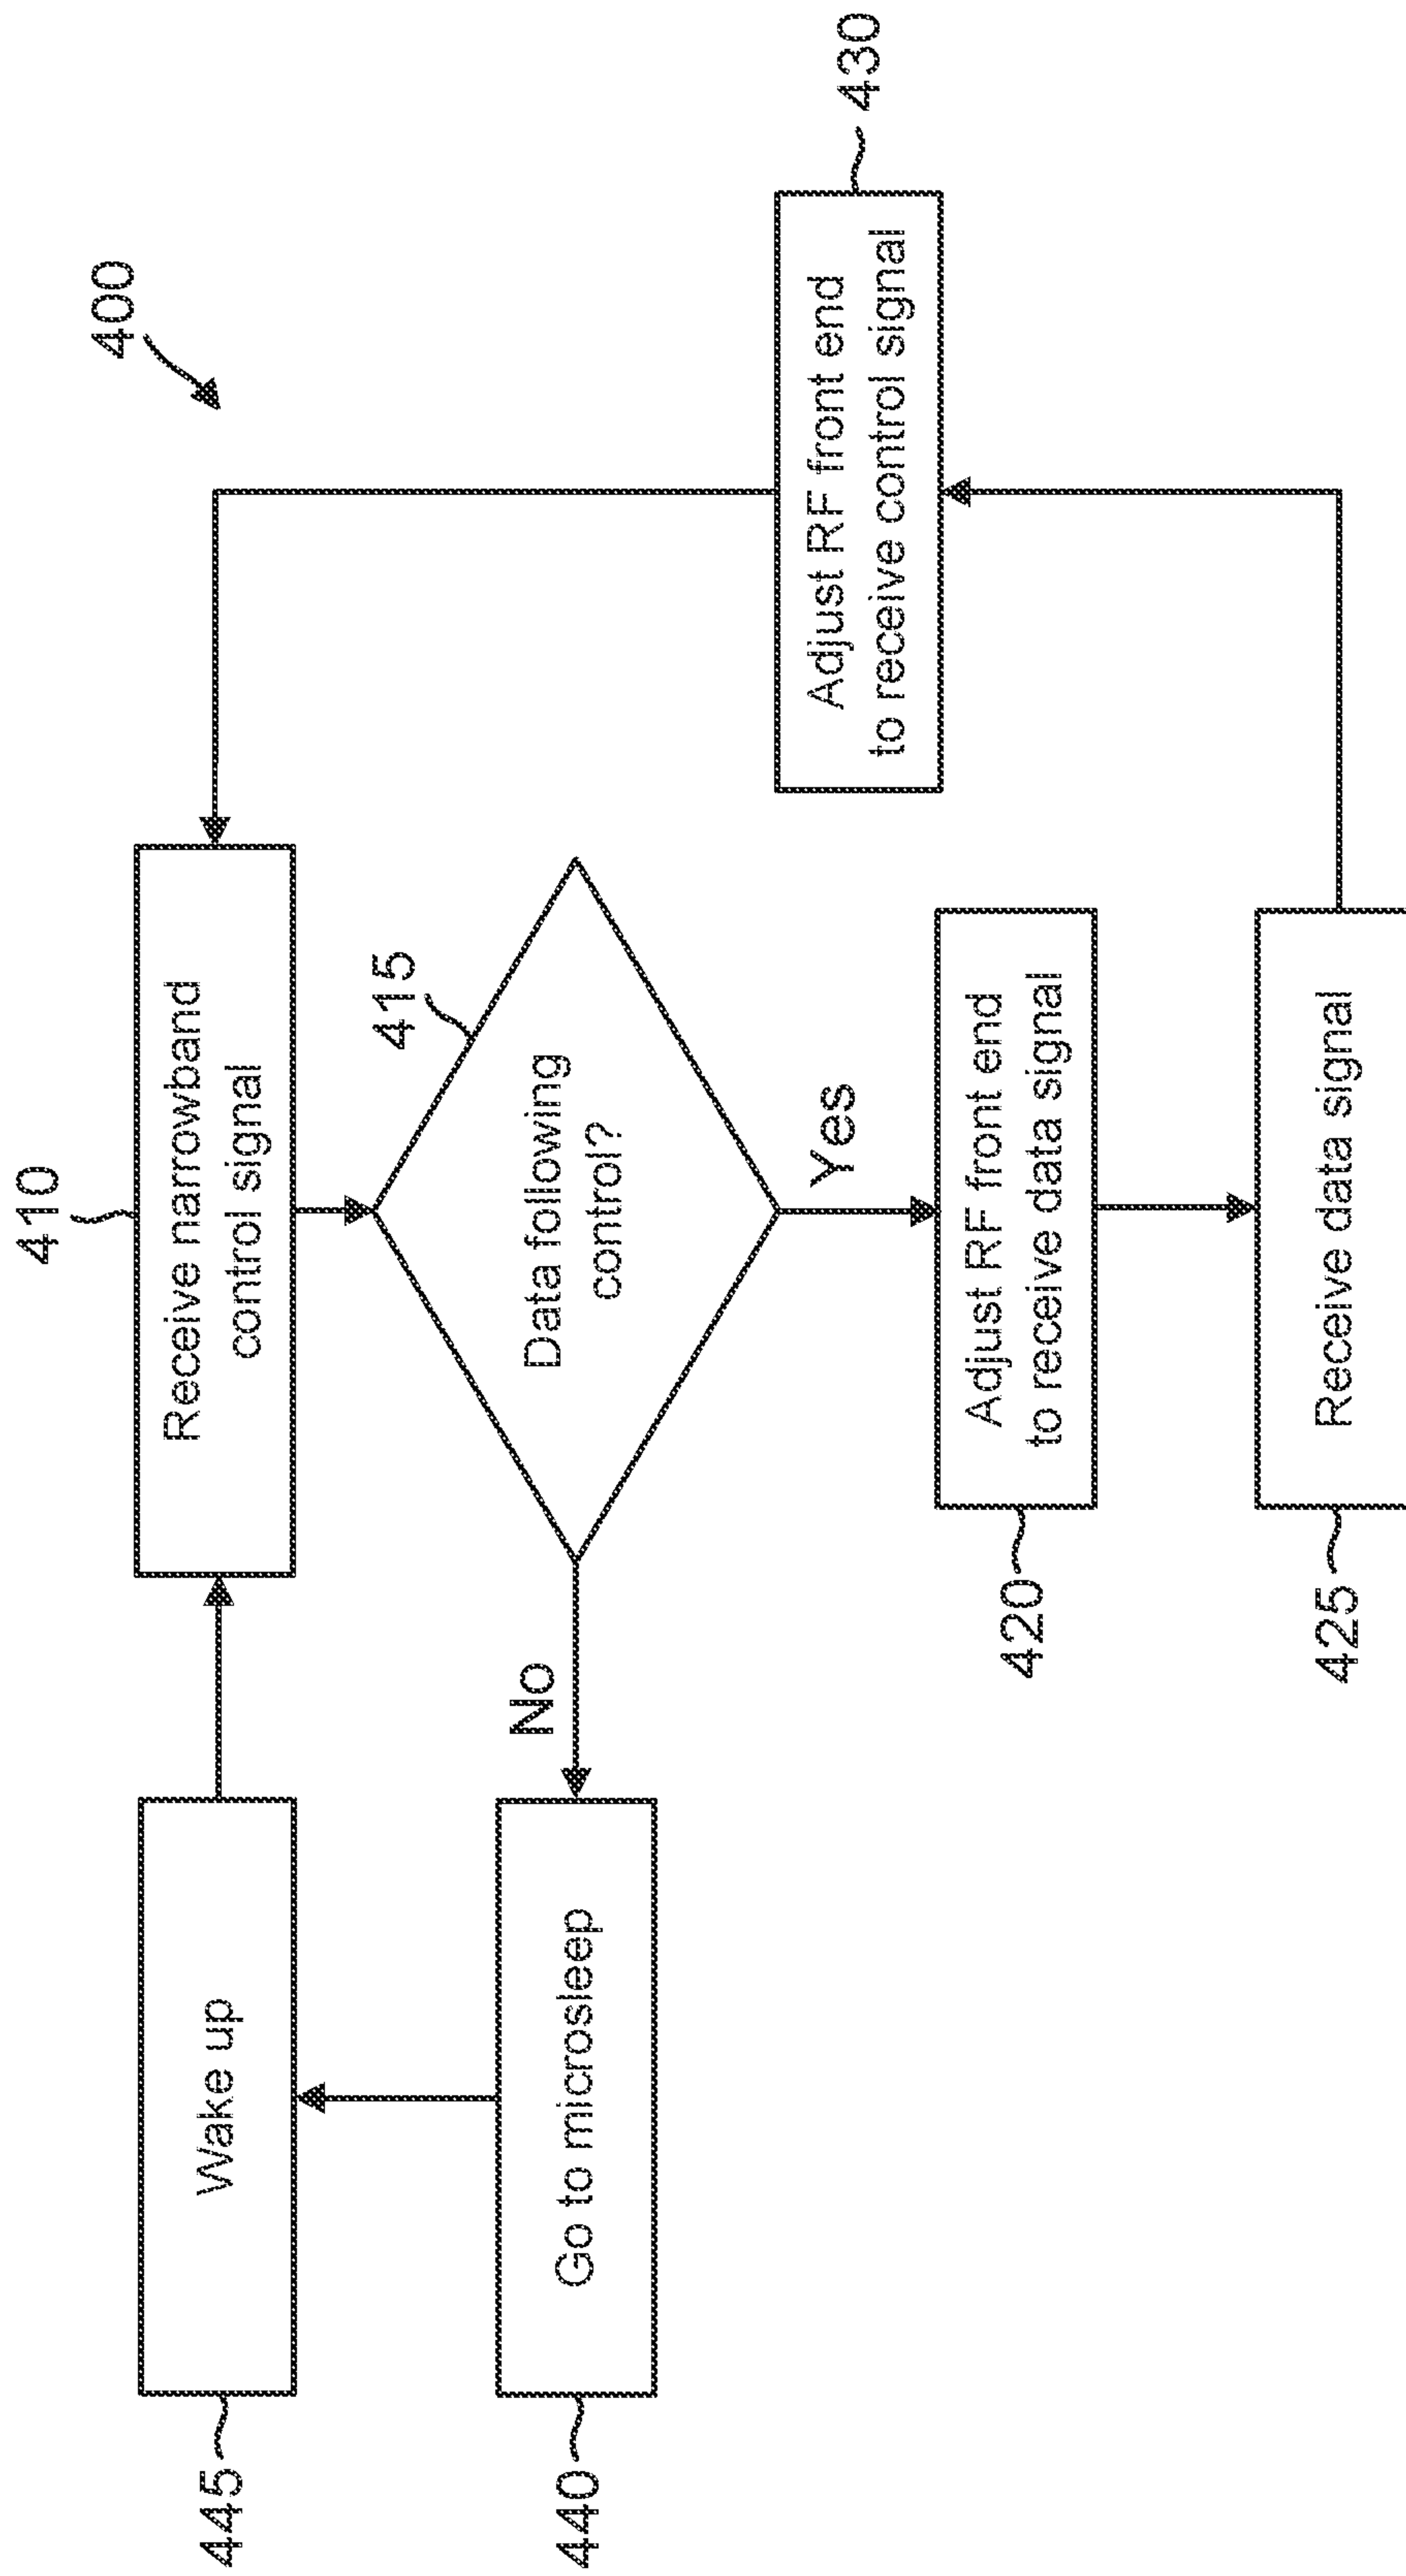 400
410
Receive narrowband
control signal
445
Wake up
415
Data following
control?
No
Yes
440
Go to microsleep
430
Adjust RF front end
to receive control signal
420
Adjust RF front end
to receive data signal
425
Receive data signal